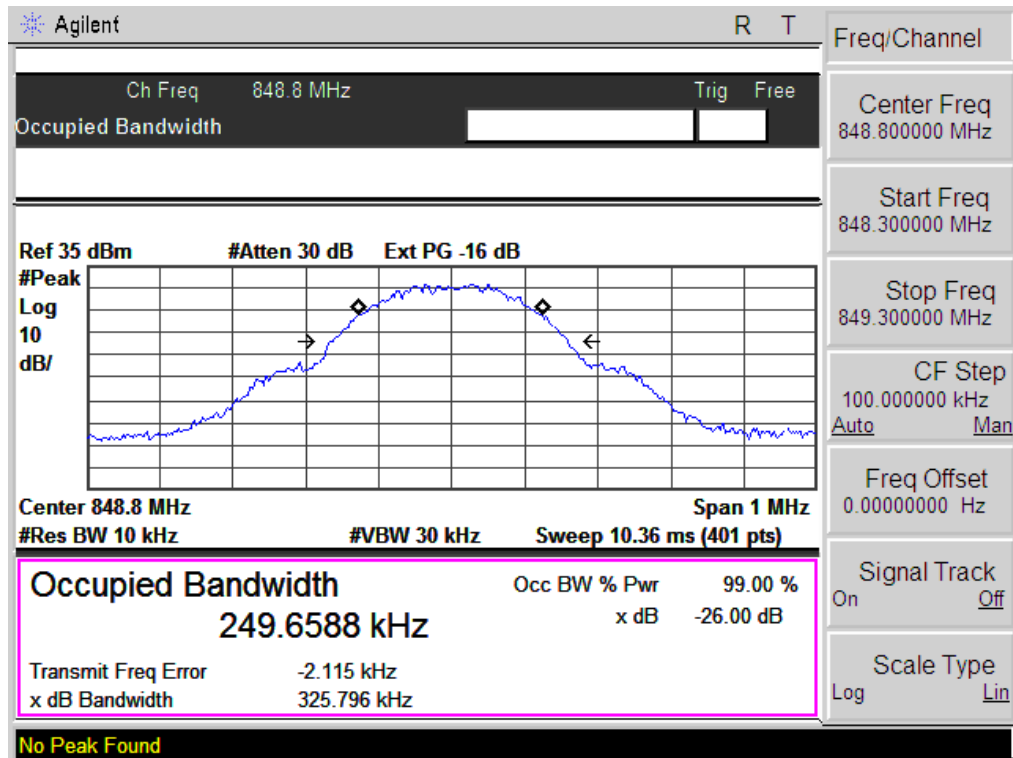 Agilent R T
Ch Freq 848.8 MHz Trig Free
Occupied Bandwidth
Ref 35 dBm #Atten 30 dB Ext PG -16 dB
#Peak
Log
10
dB/
Center 848.8 MHz Span 1 MHz
#Res BW 10 kHz #VBW 30 kHz Sweep 10.36 ms (401 pts)
Occupied Bandwidth Occ BW % Pwr 99.00 %
249.6588 kHz x dB -26.00 dB
Transmit Freq Error -2.115 kHz
x dB Bandwidth 325.796 kHz
No Peak Found
Freq/Channel
Center Freq
848.800000 MHz
Start Freq
848.300000 MHz
Stop Freq
849.300000 MHz
CF Step
100.000000 kHz
Auto Man
Freq Offset
0.00000000 Hz
Signal Track
On Off
Scale Type
Log Lin